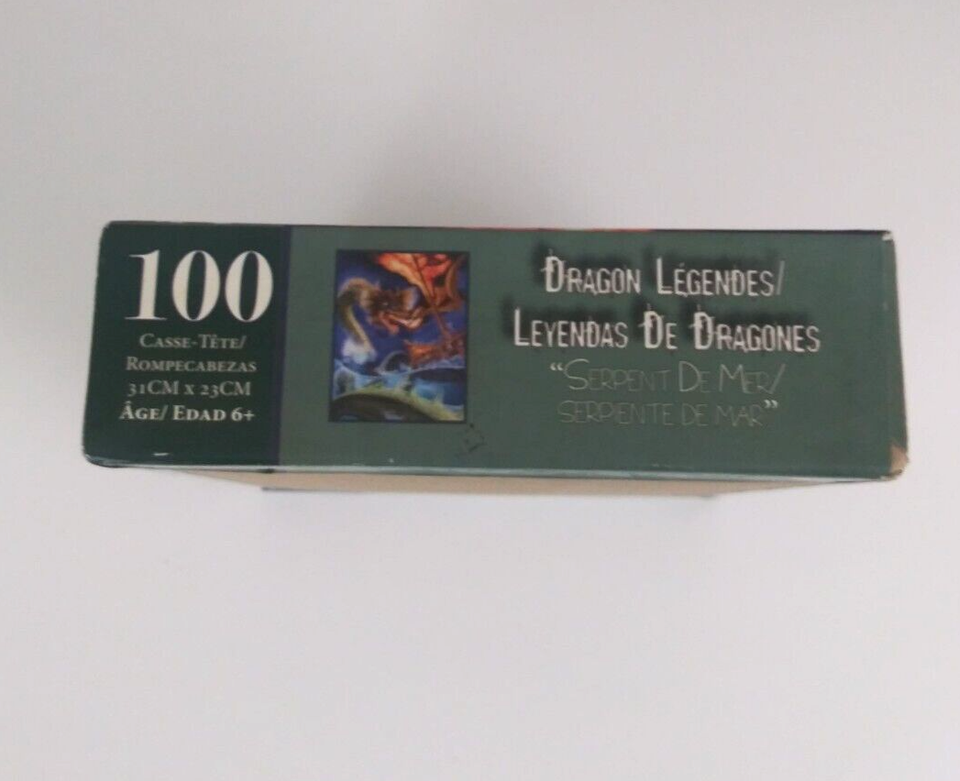 100
Casse-Tête/
Rompecabezas
31cm x 23cm
Âge/ Edad 6+
Dragon Légendes/
Leyendas De Dragones
“Serpent De Mer/
serpiente de mar”